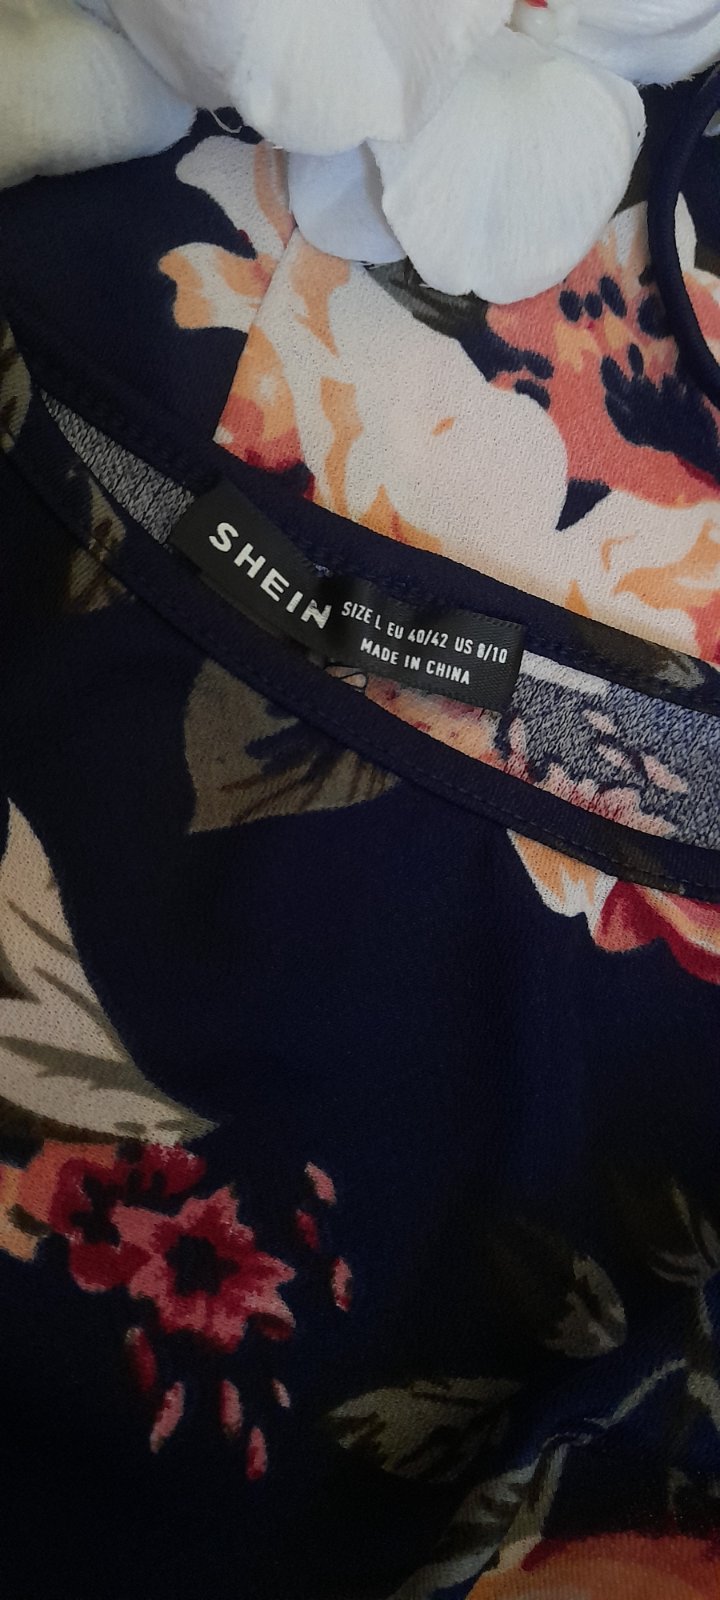 SHEIN
SIZE L EU 40/42 US 8/10
MADE IN CHINA